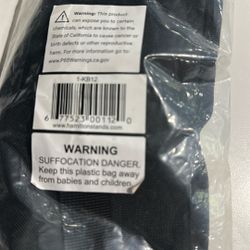 Warning: This product
can expose you to certain
chemicals, which are known to the
State of California to cause cancer or
birth defects or other reproductive
harm. For more information go to:
www.P65Warnings.ca.gov
1-KB12
6 77523 00112 0
www.hamiltonstands.com
WARNING
SUFFOCATION DANGER.
Keep this plastic bag away
from babies and children.